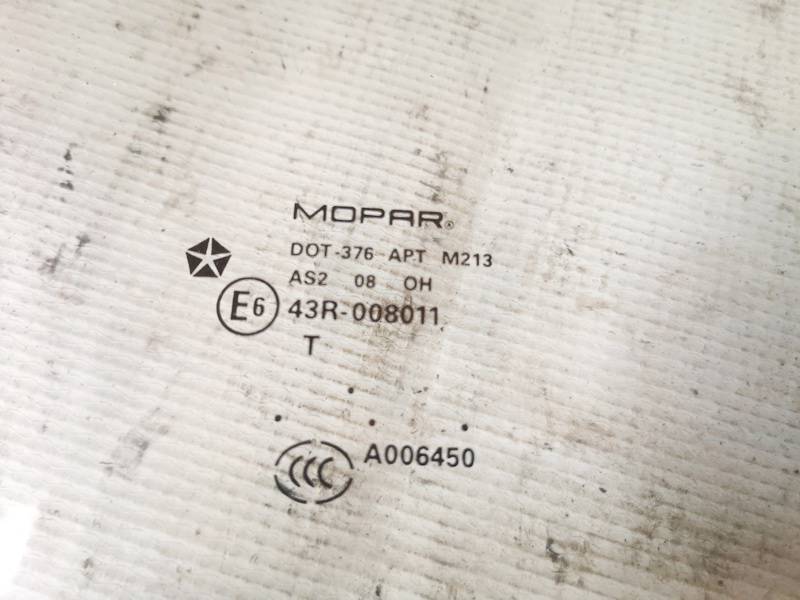 MOPAR®
DOT-376 APT M213
AS2 08 OH
E6 43R-008011
T
CCC A006450